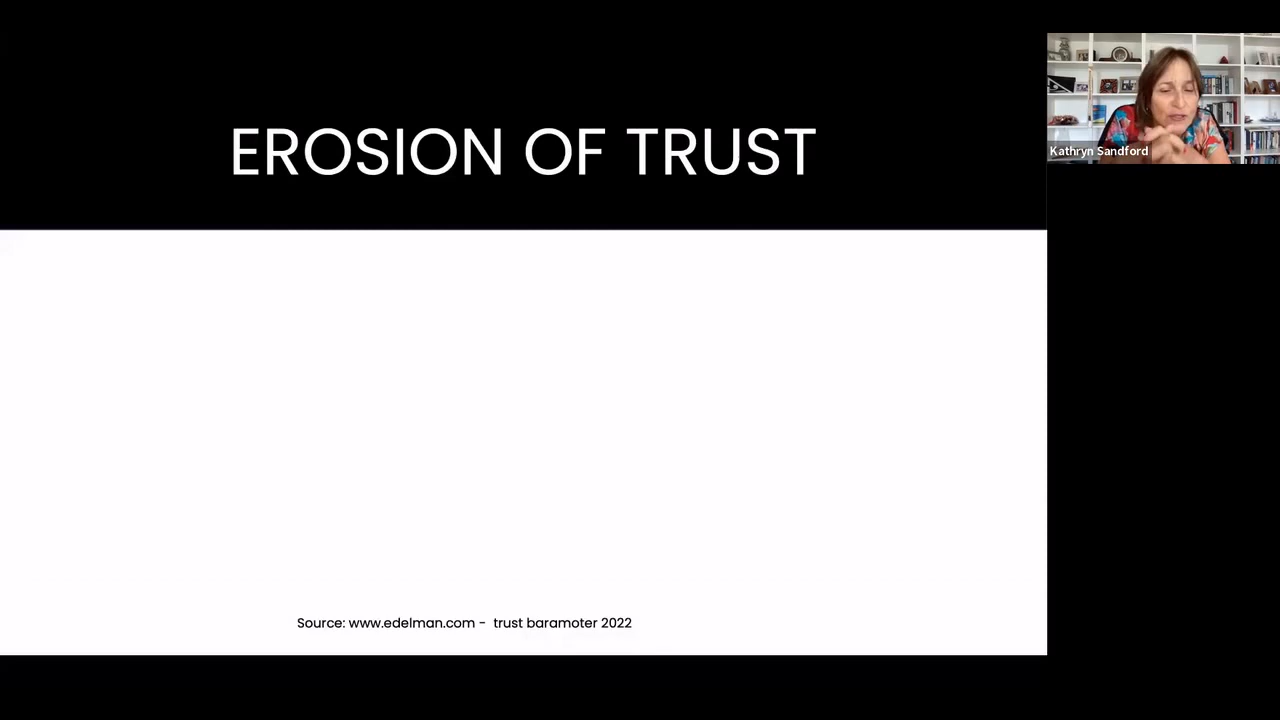 EROSION OF TRUST
Kathryn Sandford
Source: www.edelman.com - trust baramoter 2022